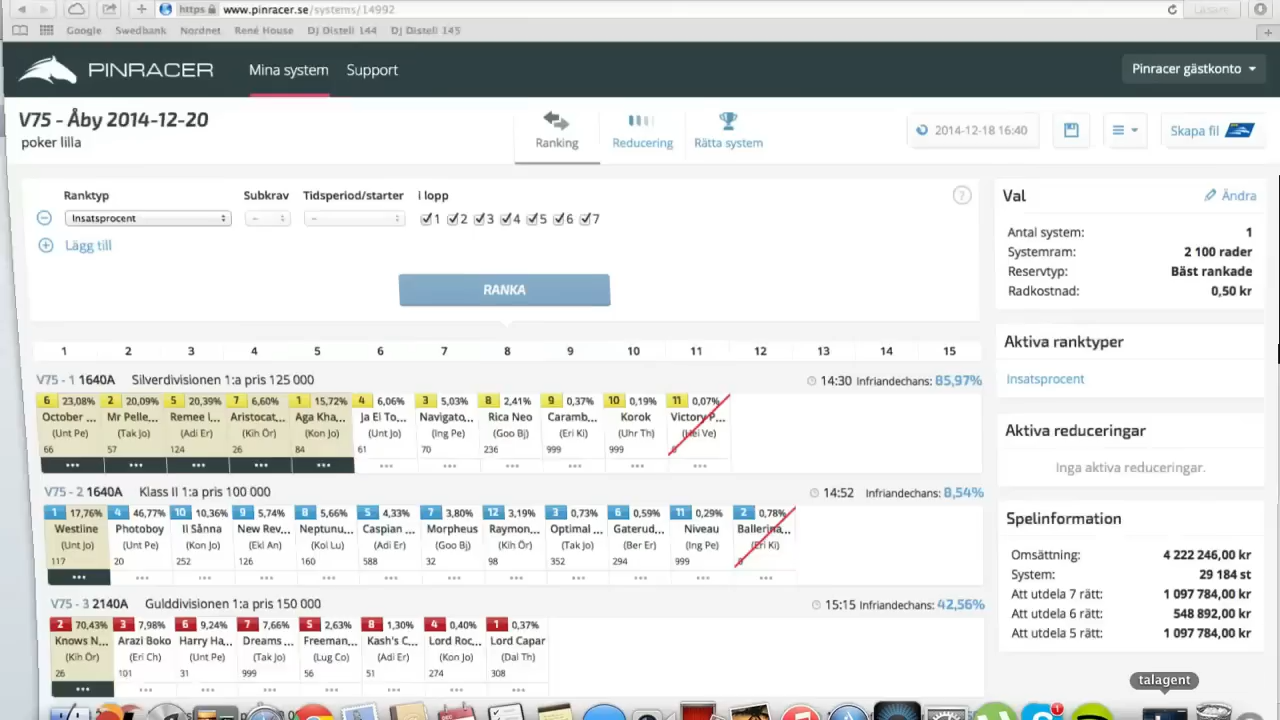 https www.pinracer.se/systems/14992
Google Swedbank Nordnet René House Dj Distell 144 Dj Distell 145
PINRACER Mina system Support Pinracer gästkonto
V75 - Åby 2014-12-20
poker lilla
Ranking Reducering Rätta system
2014-12-18 16:40 Skapa fil
Ranktyp Subkrav Tidsperiod/starter i lopp
Insatsprocent - - 1 2 3 4 5 6 7
Lägg till
?
RANKA
1 2 3 4 5 6 7 8 9 10 11 12 13 14 15
V75 - 1 1640A Silverdivisionen 1:a pris 125 000 14:30 Infriandechans: 85,97%
6 23,08% 2 20,09% 5 20,39% 7 6,60% 1 15,72% 4 6,06% 3 5,03% 8 2,41% 9 0,37% 10 0,19% 11 0,07%
October ... Mr Pelle... Remee I... Aristocat... Aga Kha... Ja El To... Navigato... Rica Neo Caramb... Korok Victory P...
(Unt Pe) (Tak Jo) (Adi Er) (Kih Ör) (Kon Jo) (Unt Jo) (Ing Pe) (Goo Bj) (Eri Ki) (Uhr Th) (Hei Ve)
66 57 124 26 84 61 70 236 999 999 0
V75 - 2 1640A Klass II 1:a pris 100 000 14:52 Infriandechans: 8,54%
1 17,76% 4 46,77% 10 10,36% 9 5,74% 8 5,66% 5 4,33% 7 3,80% 12 3,19% 3 0,73% 6 0,59% 11 0,29% 2 0,78%
Westline Photoboy Il Sånna New Rev... Neptunu... Caspian ... Morpheus Raymon... Optimal ... Gaterud... Niveau Ballerina...
(Unt Jo) (Unt Pe) (Kon Jo) (Ekl An) (Koi Lu) (Adi Er) (Goo Bj) (Kih Ör) (Tak Jo) (Ber Er) (Ing Pe) (Eri Ki)
117 20 252 126 160 588 32 98 352 294 999 0
V75 - 3 2140A Gulddivisionen 1:a pris 150 000 15:15 Infriandechans: 42,56%
2 70,43% 3 7,98% 6 9,24% 7 7,66% 5 2,63% 8 1,30% 4 0,40% 1 0,37%
Knows N... Arazi Boko Harry Ha... Dreams ... Freeman... Kash's C... Lord Roc... Lord Capar
(Kih Ör) (Eri Ch) (Unt Pe) (Tak Jo) (Lug Co) (Adi Er) (Kon Jo) (Dal Th)
26 101 31 999 56 51 274 308
Val Ändra
Antal system: 1
Systemram: 2 100 rader
Reservtyp: Bäst rankade
Radkostnad: 0,50 kr
Aktiva ranktyper
Insatsprocent
Aktiva reduceringar
Inga aktiva reduceringar.
Spelinformation
Omsättning: 4 222 246,00 kr
System: 29 184 st
Att utdela 7 rätt: 1 097 784,00 kr
Att utdela 6 rätt: 548 892,00 kr
Att utdela 5 rätt: 1 097 784,00 kr
talagent
1